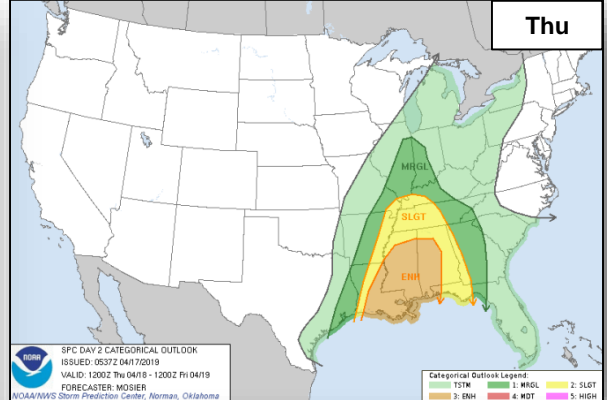 Thu
MRGL
SLGT
ENH
NOAA
SPC DAY 2 CATEGORICAL OUTLOOK
ISSUED: 0537Z 04/17/2019
VALID: 1200Z Thu 04/18 - 1200Z Fri 04/19
FORECASTER: MOSIER
NOAA/NWS Storm Prediction Center, Norman, Oklahoma
Categorical Outlook Legend:
TSTM 1: MRGL 2: SLGT
3: ENH 4: MDT 5: HIGH